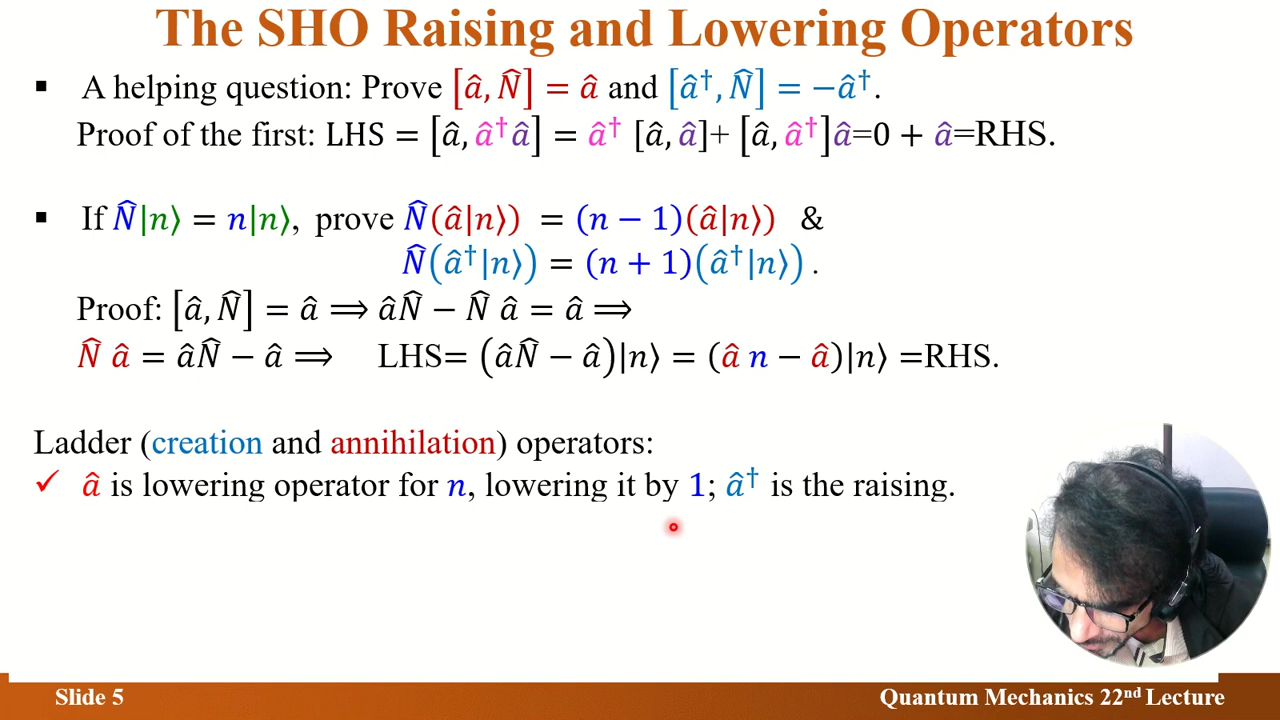 The SHO Raising and Lowering Operators
▪ A helping question: Prove [â, N̂] = â and [â†, N̂] = −â†.
Proof of the first: LHS = [â, â†â] = â† [â, â]+ [â, â†]â=0 + â=RHS.
▪ If N̂|n⟩ = n|n⟩, prove N̂(â|n⟩) = (n − 1)(â|n⟩) &
N̂(â†|n⟩) = (n + 1)(â†|n⟩) .
Proof: [â, N̂] = â ⟹ âN̂ − N̂ â = â ⟹
N̂ â = âN̂ − â ⟹ LHS= (âN̂ − â)|n⟩ = (â n − â)|n⟩ =RHS.
Ladder (creation and annihilation) operators:
✓ â is lowering operator for n, lowering it by 1; â† is the raising.
Slide 5 Quantum Mechanics 22nd Lecture